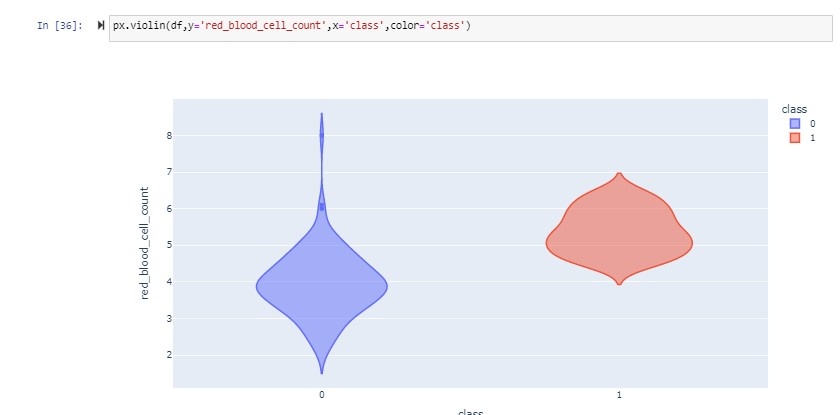 In [36]:
px.violin(df,y='red_blood_cell_count',x='class',color='class')
class
0
1
8
7
6
5
4
3
2
red_blood_cell_count
0 1
class